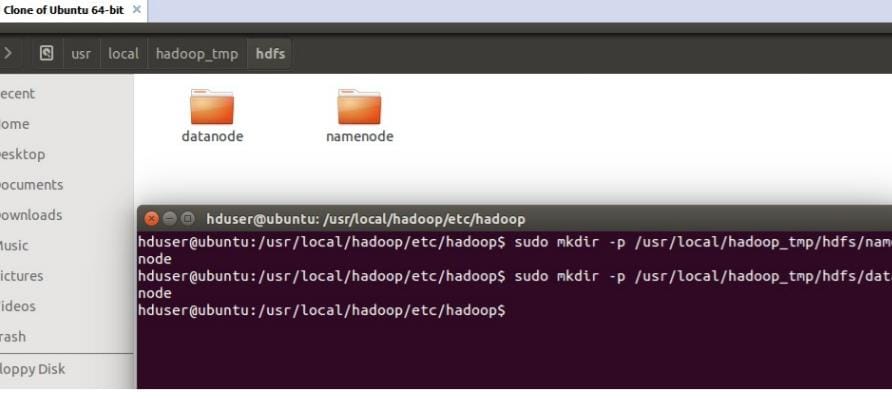 Clone of Ubuntu 64-bit ×
> usr local hadoop_tmp hdfs
ecent
ome
esktop
ocuments
ownloads
usic
ictures
ideos
rash
loppy Disk
datanode namenode
hduser@ubuntu: /usr/local/hadoop/etc/hadoop
hduser@ubuntu:/usr/local/hadoop/etc/hadoop$ sudo mkdir -p /usr/local/hadoop_tmp/hdfs/name
node
hduser@ubuntu:/usr/local/hadoop/etc/hadoop$ sudo mkdir -p /usr/local/hadoop_tmp/hdfs/data
node
hduser@ubuntu:/usr/local/hadoop/etc/hadoop$